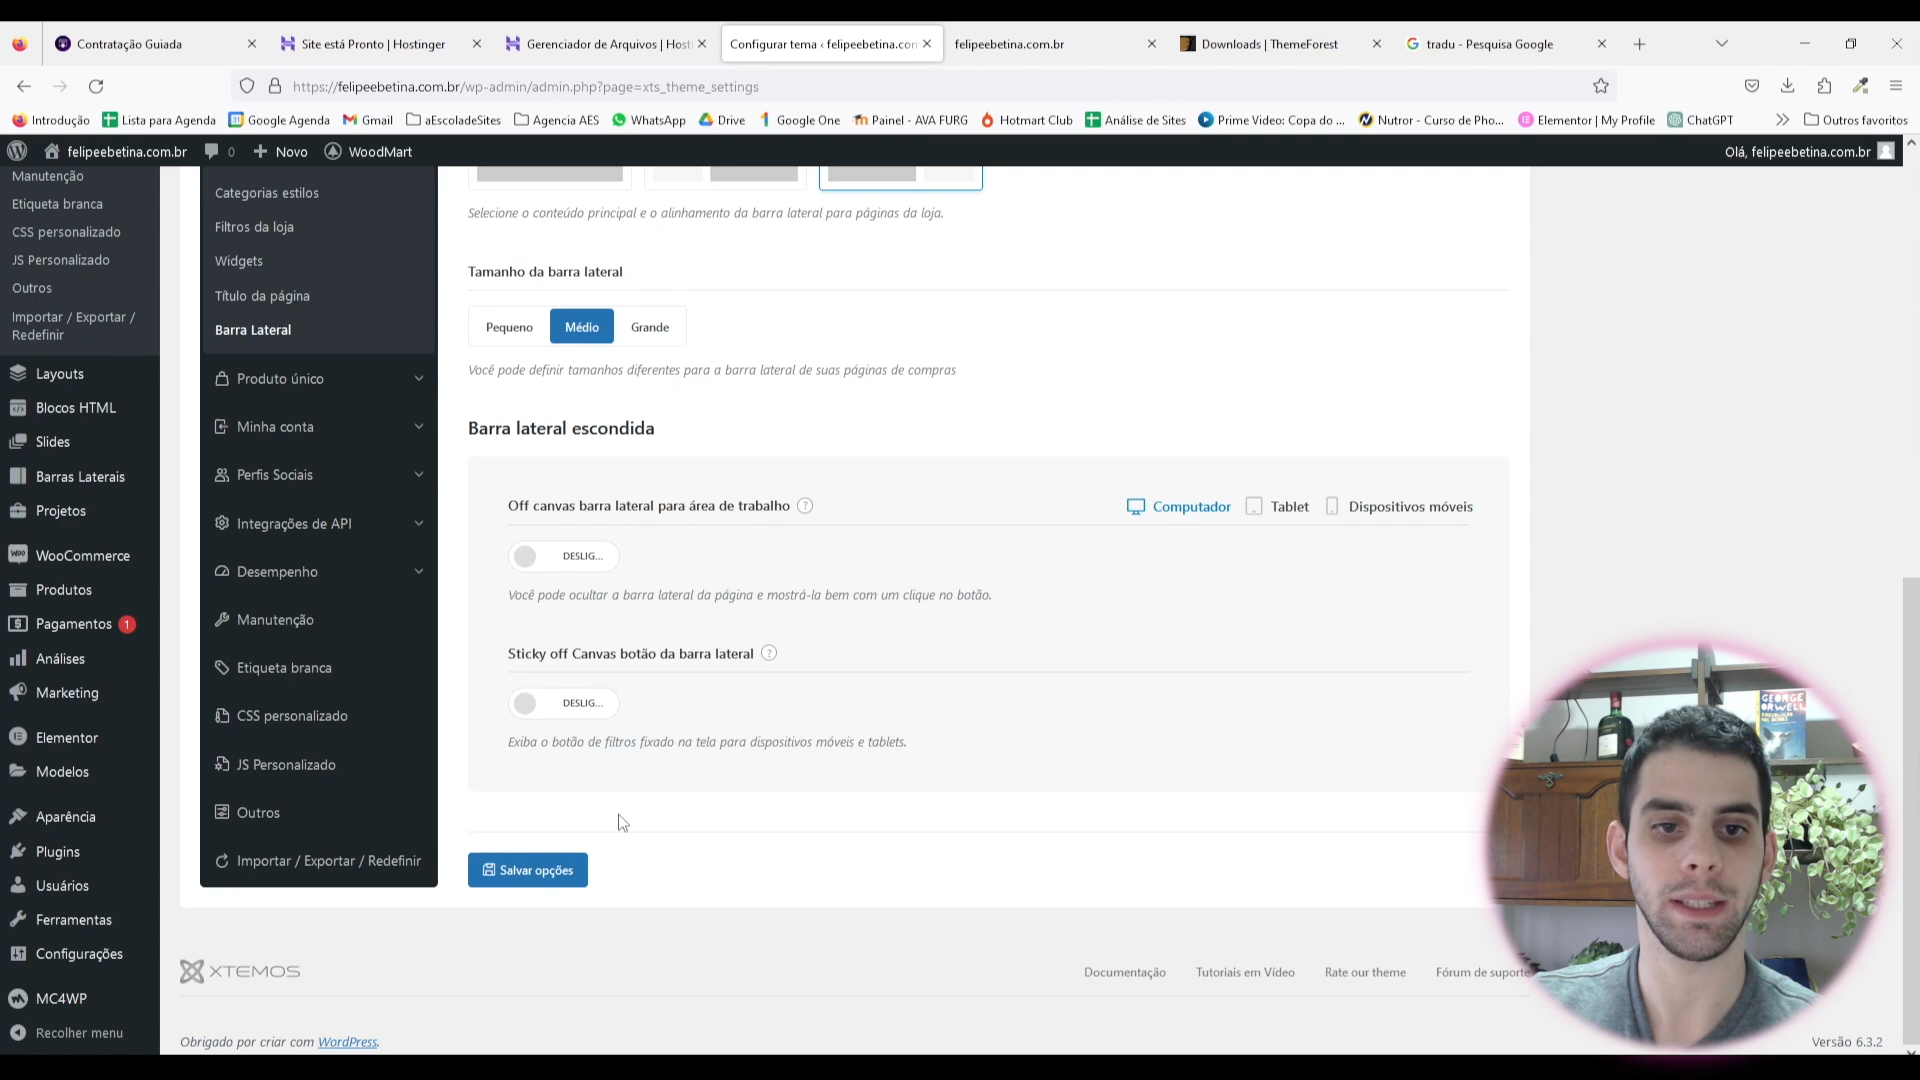 Contratação Guiada
Site está Pronto | Hostinger
Gerenciador de Arquivos | Host
Configurar tema ‹ felipeebetina.con
felipeebetina.com.br
Downloads | ThemeForest
tradu - Pesquisa Google
https://felipeebetina.com.br/wp-admin/admin.php?page=xts_theme_settings
Introdução
Lista para Agenda
Google Agenda
Gmail
aEscoladeSites
Agencia AES
WhatsApp
Drive
Google One
Painel - AVA FURG
Hotmart Club
Análise de Sites
Prime Video: Copa do ...
Nutror - Curso de Pho...
Elementor | My Profile
ChatGPT
Outros favoritos
felipeebetina.com.br
0
Novo
WoodMart
Olá, felipeebetina.com.br
Manutenção
Etiqueta branca
CSS personalizado
JS Personalizado
Outros
Importar / Exportar /
Redefinir
Layouts
Blocos HTML
Slides
Barras Laterais
Projetos
WooCommerce
Produtos
Pagamentos 1
Análises
Marketing
Elementor
Modelos
Aparência
Plugins
Usuários
Ferramentas
Configurações
MC4WP
Recolher menu
Categorias estilos
Filtros da loja
Widgets
Título da página
Barra Lateral
Produto único
Minha conta
Perfis Sociais
Integrações de API
Desempenho
Manutenção
Etiqueta branca
CSS personalizado
JS Personalizado
Outros
Importar / Exportar / Redefinir
Selecione o conteúdo principal e o alinhamento da barra lateral para páginas da loja.
Tamanho da barra lateral
Pequeno
Médio
Grande
Você pode definir tamanhos diferentes para a barra lateral de suas páginas de compras
Barra lateral escondida
Off canvas barra lateral para área de trabalho ?
Computador
Tablet
Dispositivos móveis
DESLIG...
Você pode ocultar a barra lateral da página e mostrá-la bem com um clique no botão.
Sticky off Canvas botão da barra lateral ?
DESLIG...
Exiba o botão de filtros fixado na tela para dispositivos móveis e tablets.
Salvar opções
XTEMOS
Documentação
Tutoriais em Vídeo
Rate our theme
Fórum de suporte
Obrigado por criar com WordPress.
Versão 6.3.2
GEORGE
ORWELL